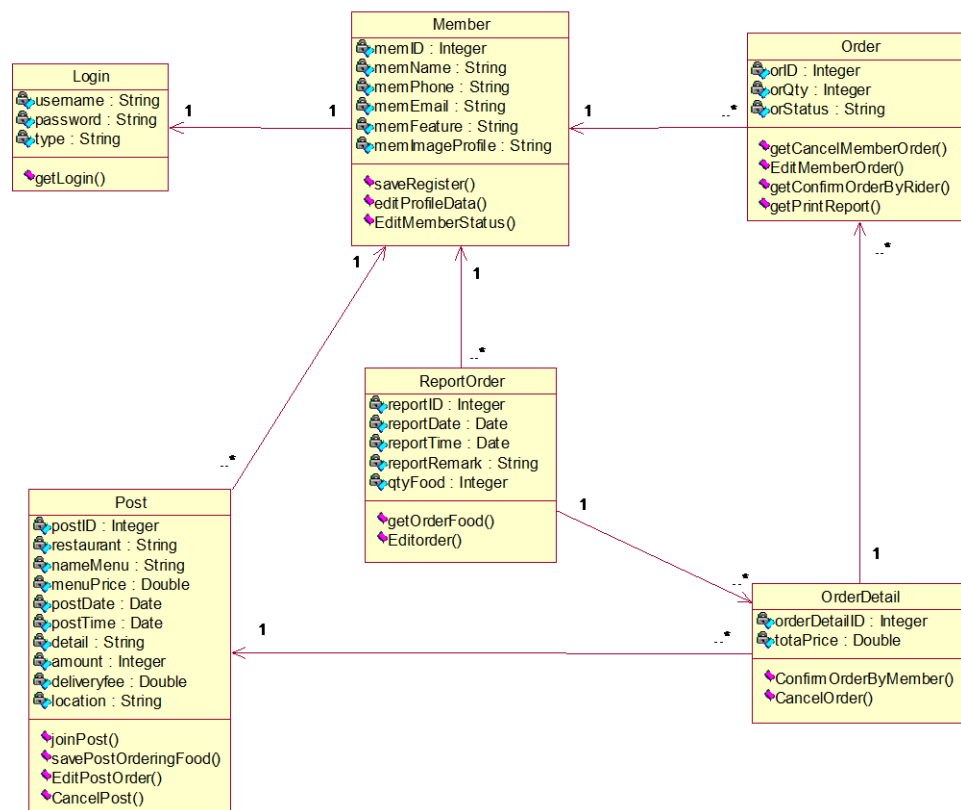 Member
memID : Integer
memName : String
memPhone : String
memEmail : String
memFeature : String
memImageProfile : String
saveRegister()
editProfileData()
EditMemberStatus()
Login
username : String
password : String
type : String
getLogin()
1
1
Order
orID : Integer
orQty : Integer
orStatus : String
getCancelMemberOrder()
EditMemberOrder()
getConfirmOrderByRider()
getPrintReport()
1
..*
1
1
..*
..*
ReportOrder
reportID : Integer
reportDate : Date
reportTime : Date
reportRemark : String
qtyFood : Integer
getOrderFood()
Editorder()
..*
1
..*
1
Post
postID : Integer
restaurant : String
nameMenu : String
menuPrice : Double
postDate : Date
postTime : Date
detail : String
amount : Integer
deliveryfee : Double
location : String
joinPost()
savePostOrderingFood()
EditPostOrder()
CancelPost()
1
..*
OrderDetail
orderDetailID : Integer
totaPrice : Double
ConfirmOrderByMember()
CancelOrder()